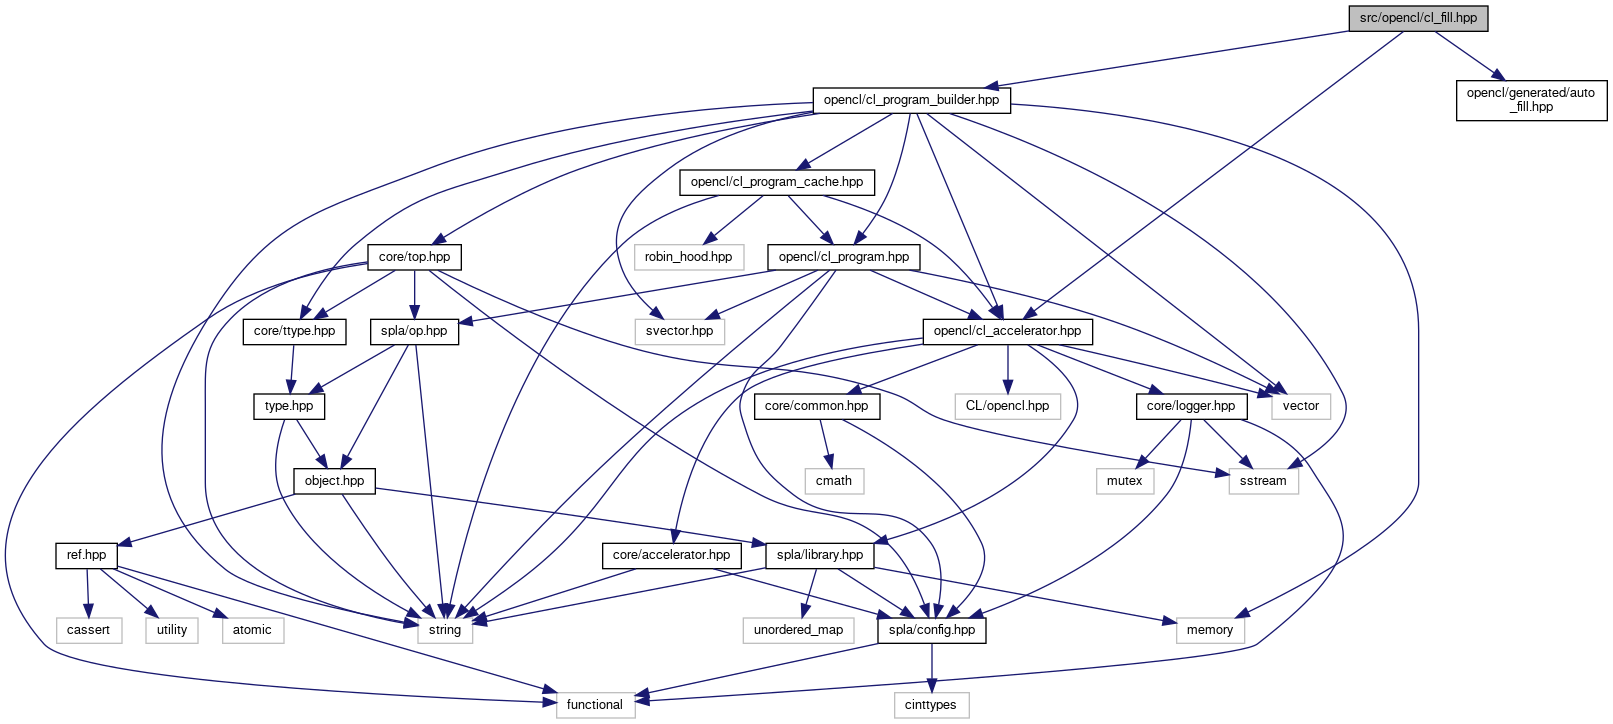 src/opencl/cl_fill.hpp
opencl/cl_program_builder.hpp
opencl/generated/auto
_fill.hpp
opencl/cl_program_cache.hpp
core/top.hpp
robin_hood.hpp
opencl/cl_program.hpp
core/ttype.hpp
spla/op.hpp
svector.hpp
opencl/cl_accelerator.hpp
type.hpp
core/common.hpp
CL/opencl.hpp
core/logger.hpp
vector
object.hpp
cmath
mutex
sstream
ref.hpp
core/accelerator.hpp
spla/library.hpp
cassert
utility
atomic
string
unordered_map
spla/config.hpp
memory
functional
cinttypes